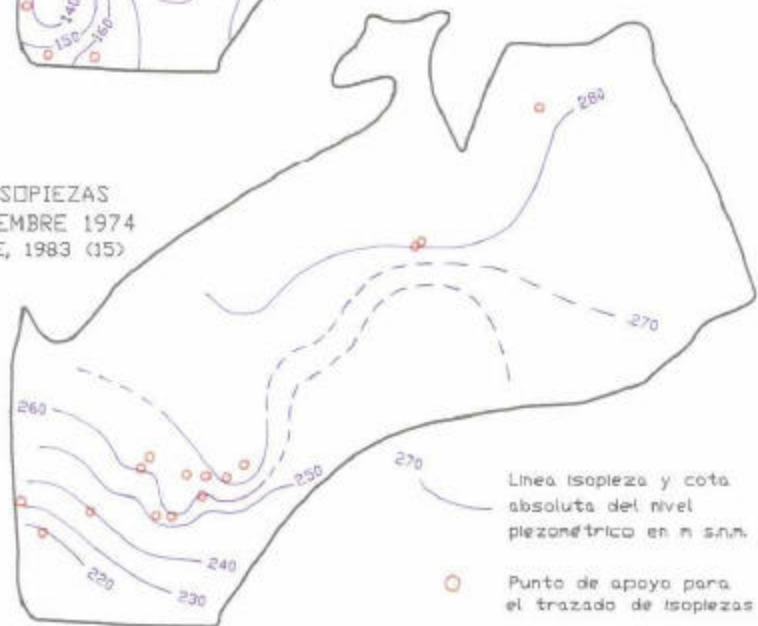 140
150
160
280
EMBRE 1974
, 1983 (15)
270
260
270
250
Linea isopieza y cota
absoluta del nivel
piezométrico en m s.n.m.
240
220
230
Punto de apoyo para
el trazado de isopiezas